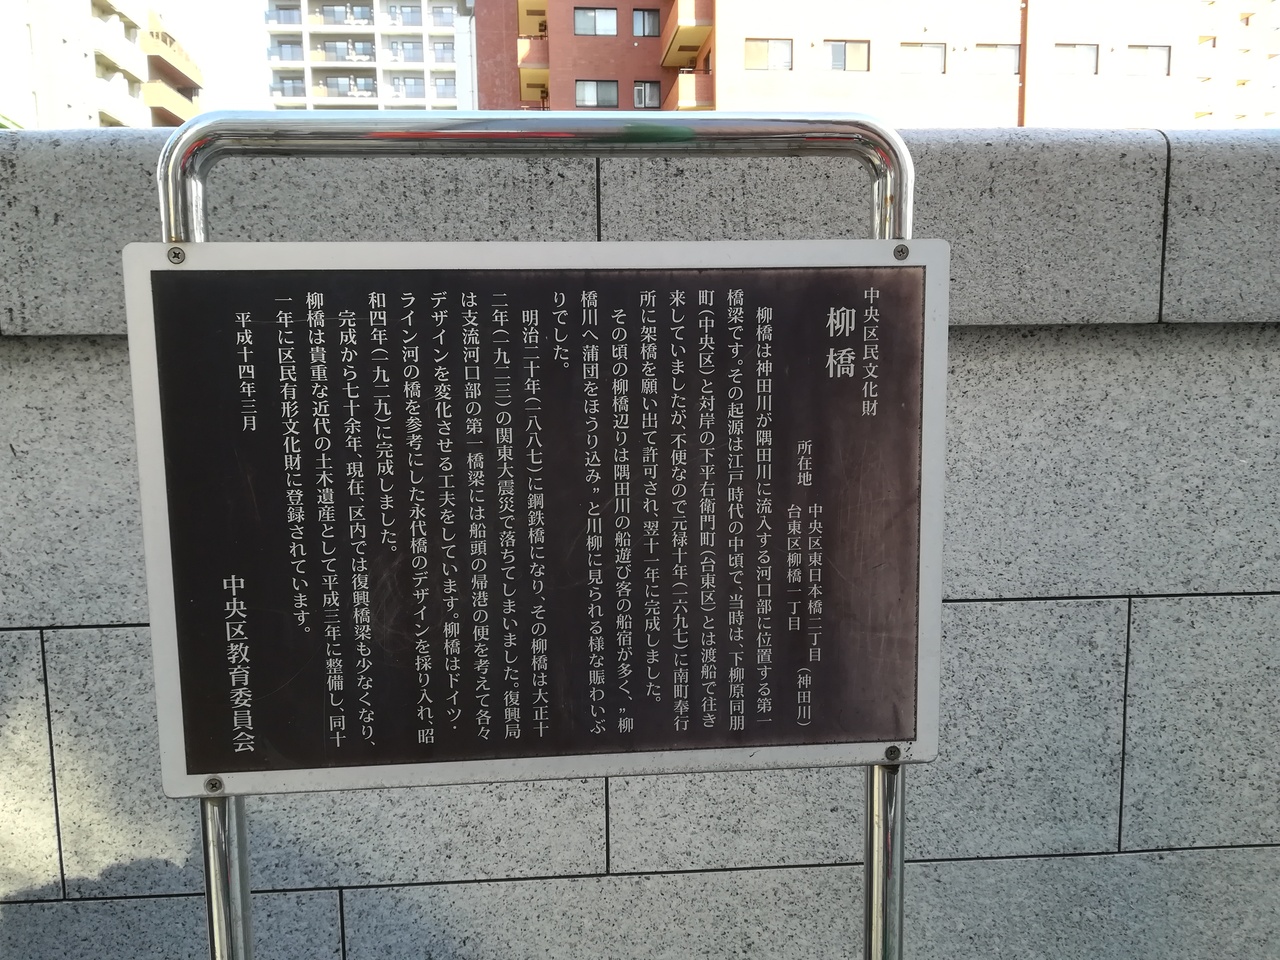 中央区民文化財
柳橋
所在地
中央区東日本橋二丁目
台東区柳橋一丁目
(神田川)
柳橋は神田川が隅田川に流入する河口部に位置する第一
橋梁です。その起源は江戸時代の中頃で、当時は、下柳原同朋
町(中央区)と対岸の下平右衛門町(台東区)とは渡船で往き
来していましたが、不便なので元禄十年(一六九七)に南町奉行
所に架橋を願い出て許可され、翌十一年に完成しました。
その頃の柳橋辺りは隅田川の船遊び客の船宿が多く、”柳
橋川へ蒲団をほうり込み”と川柳に見られる様な賑わいぶ
りでした。
明治二十年(一八八七)に鋼鉄橋になり、その柳橋は大正十
二年(一九二三)の関東大震災で落ちてしまいました。復興局
は支流河口部の第一橋梁には船頭の帰港の便を考えて各々
デザインを変化させる工夫をしています。柳橋はドイツ・
ライン河の橋を参考にした永代橋のデザインを採り入れ、昭
和四年(一九二九)に完成しました。
完成から七十余年、現在、区内では復興橋梁も少なくなり、
柳橋は貴重な近代の土木遺産として平成三年に整備し、同十
一年に区民有形文化財に登録されています。
平成十四年三月
中央区教育委員会